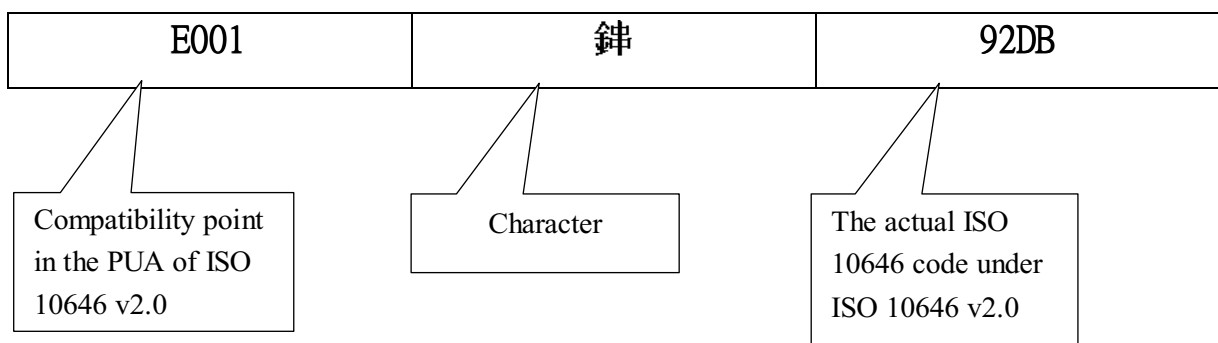 E001
鋛
92DB
Compatibility point
in the PUA of ISO
10646 v2.0
Character
The actual ISO
10646 code under
ISO 10646 v2.0